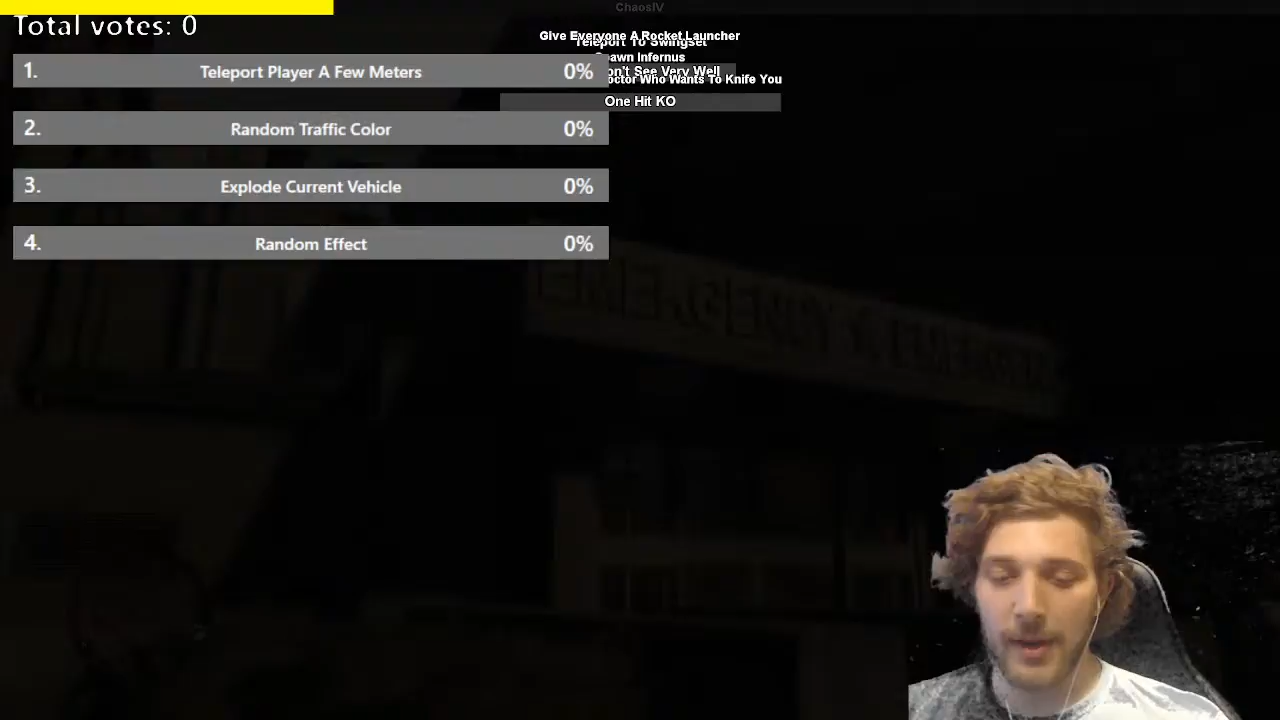 ChaosIV
Total votes: 0
Give Everyone A Rocket Launcher
Teleport To Swingset
Spawn Infernus
1. Teleport Player A Few Meters 0%
n't See Very Well
octor Who Wants To Knife You
One Hit KO
2. Random Traffic Color 0%
3. Explode Current Vehicle 0%
4. Random Effect 0%
EMERGENCY